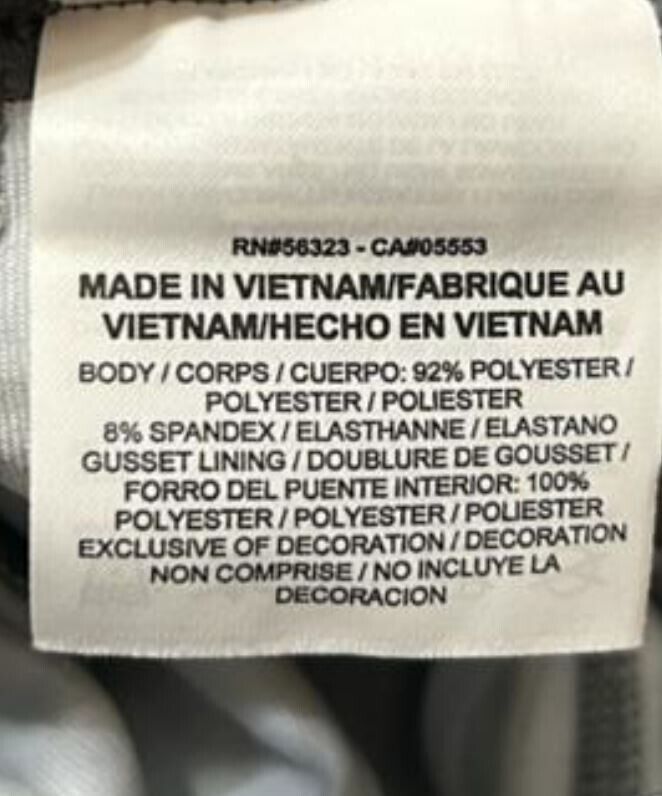 RN#56323 - CA#05553
MADE IN VIETNAM/FABRIQUE AU
VIETNAM/HECHO EN VIETNAM
BODY / CORPS / CUERPO: 92% POLYESTER /
POLYESTER / POLIESTER
8% SPANDEX / ELASTHANNE / ELASTANO
GUSSET LINING / DOUBLURE DE GOUSSET /
FORRO DEL PUENTE INTERIOR: 100%
POLYESTER / POLYESTER / POLIESTER
EXCLUSIVE OF DECORATION / DECORATION
NON COMPRISE / NO INCLUYE LA
DECORACION